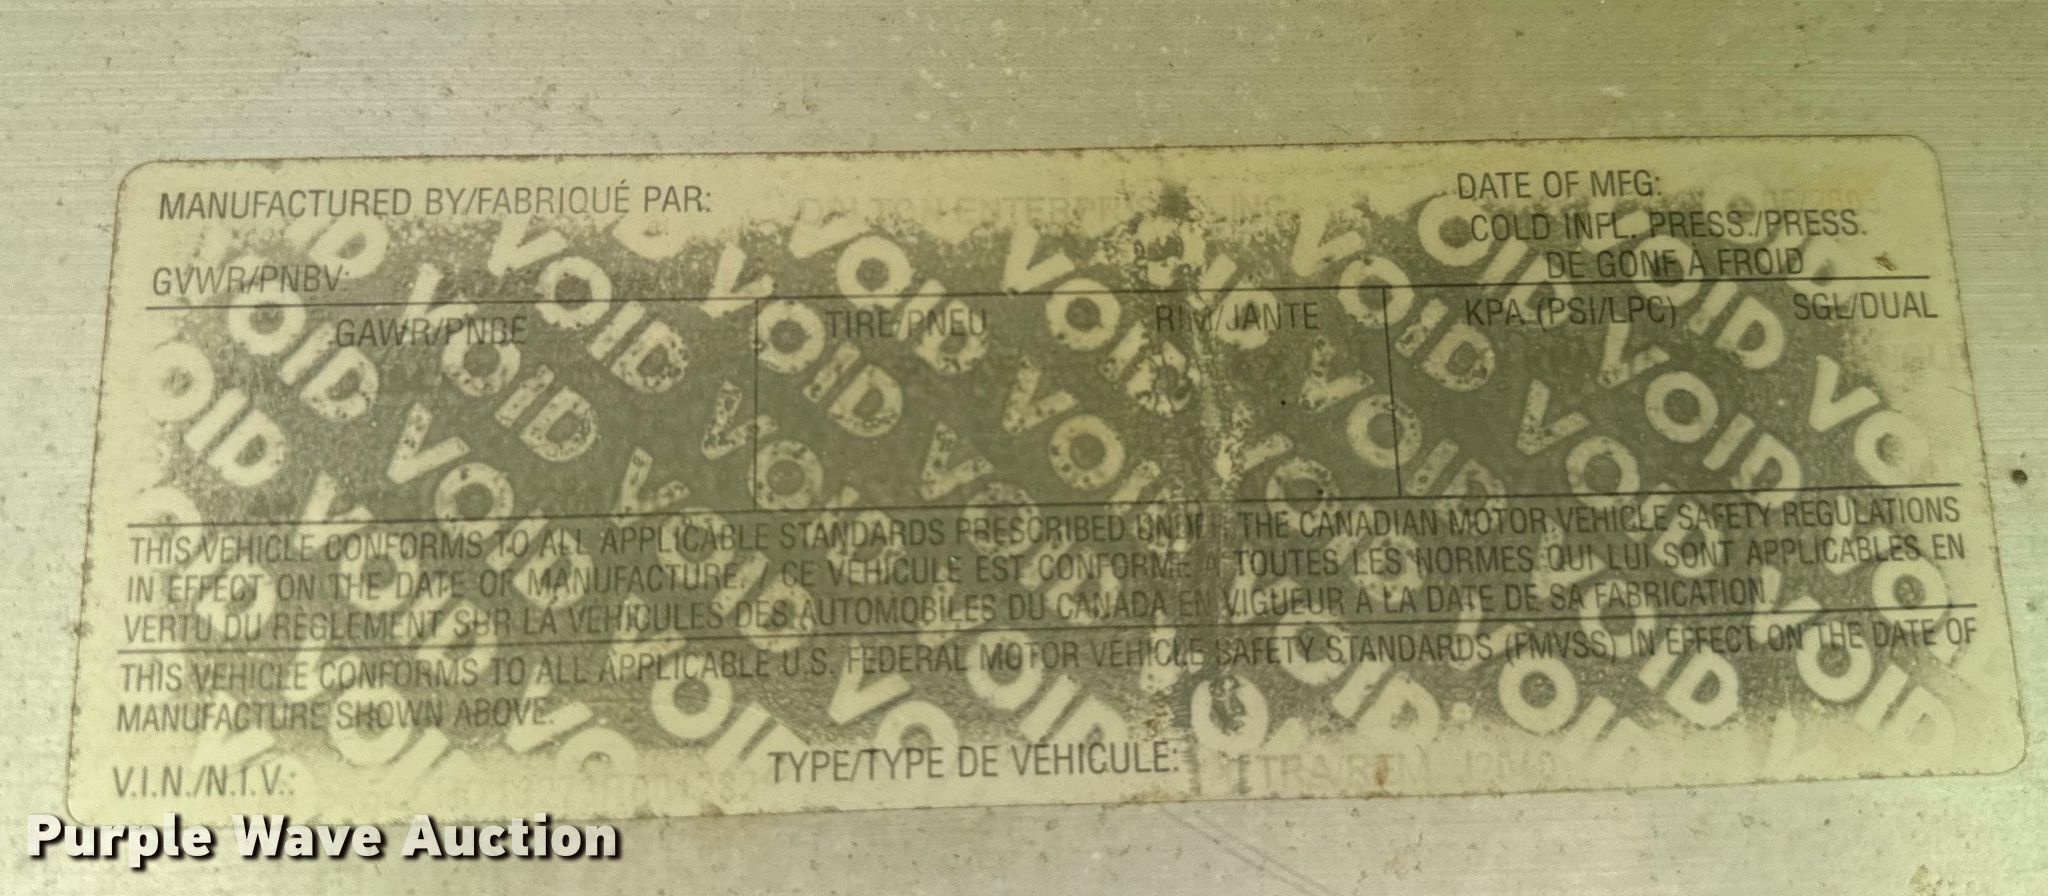 MANUFACTURED BY/FABRIQUÉ PAR: ENTERPRISES INC
DATE OF MFG:
COLD INFL. PRESS./PRESS.
DE GONF À FROID
GVWR/PNBV:
GAWR/PNBE TIRE/PNEU RIM/JANTE KPA (PSI/LPC) SGL/DUAL
THIS VEHICLE CONFORMS TO ALL APPLICABLE STANDARDS PRESCRIBED UNDER THE CANADIAN MOTOR VEHICLE SAFETY REGULATIONS
IN EFFECT ON THE DATE OF MANUFACTURE. / CE VÉHICULE EST CONFORME À TOUTES LES NORMES QUI LUI SONT APPLICABLES EN
VERTU DU RÈGLEMENT SUR LA VÉHICULES DES AUTOMOBILES DU CANADA EN VIGUEUR À LA DATE DE SA FABRICATION.
THIS VEHICLE CONFORMS TO ALL APPLICABLE U.S. FEDERAL MOTOR VEHICLE SAFETY STANDARDS (FMVSS) IN EFFECT ON THE DATE OF
MANUFACTURE SHOWN ABOVE.
V.I.N./N.I.V.: TYPE/TYPE DE VÉHICULE:
VOID
Purple Wave Auction